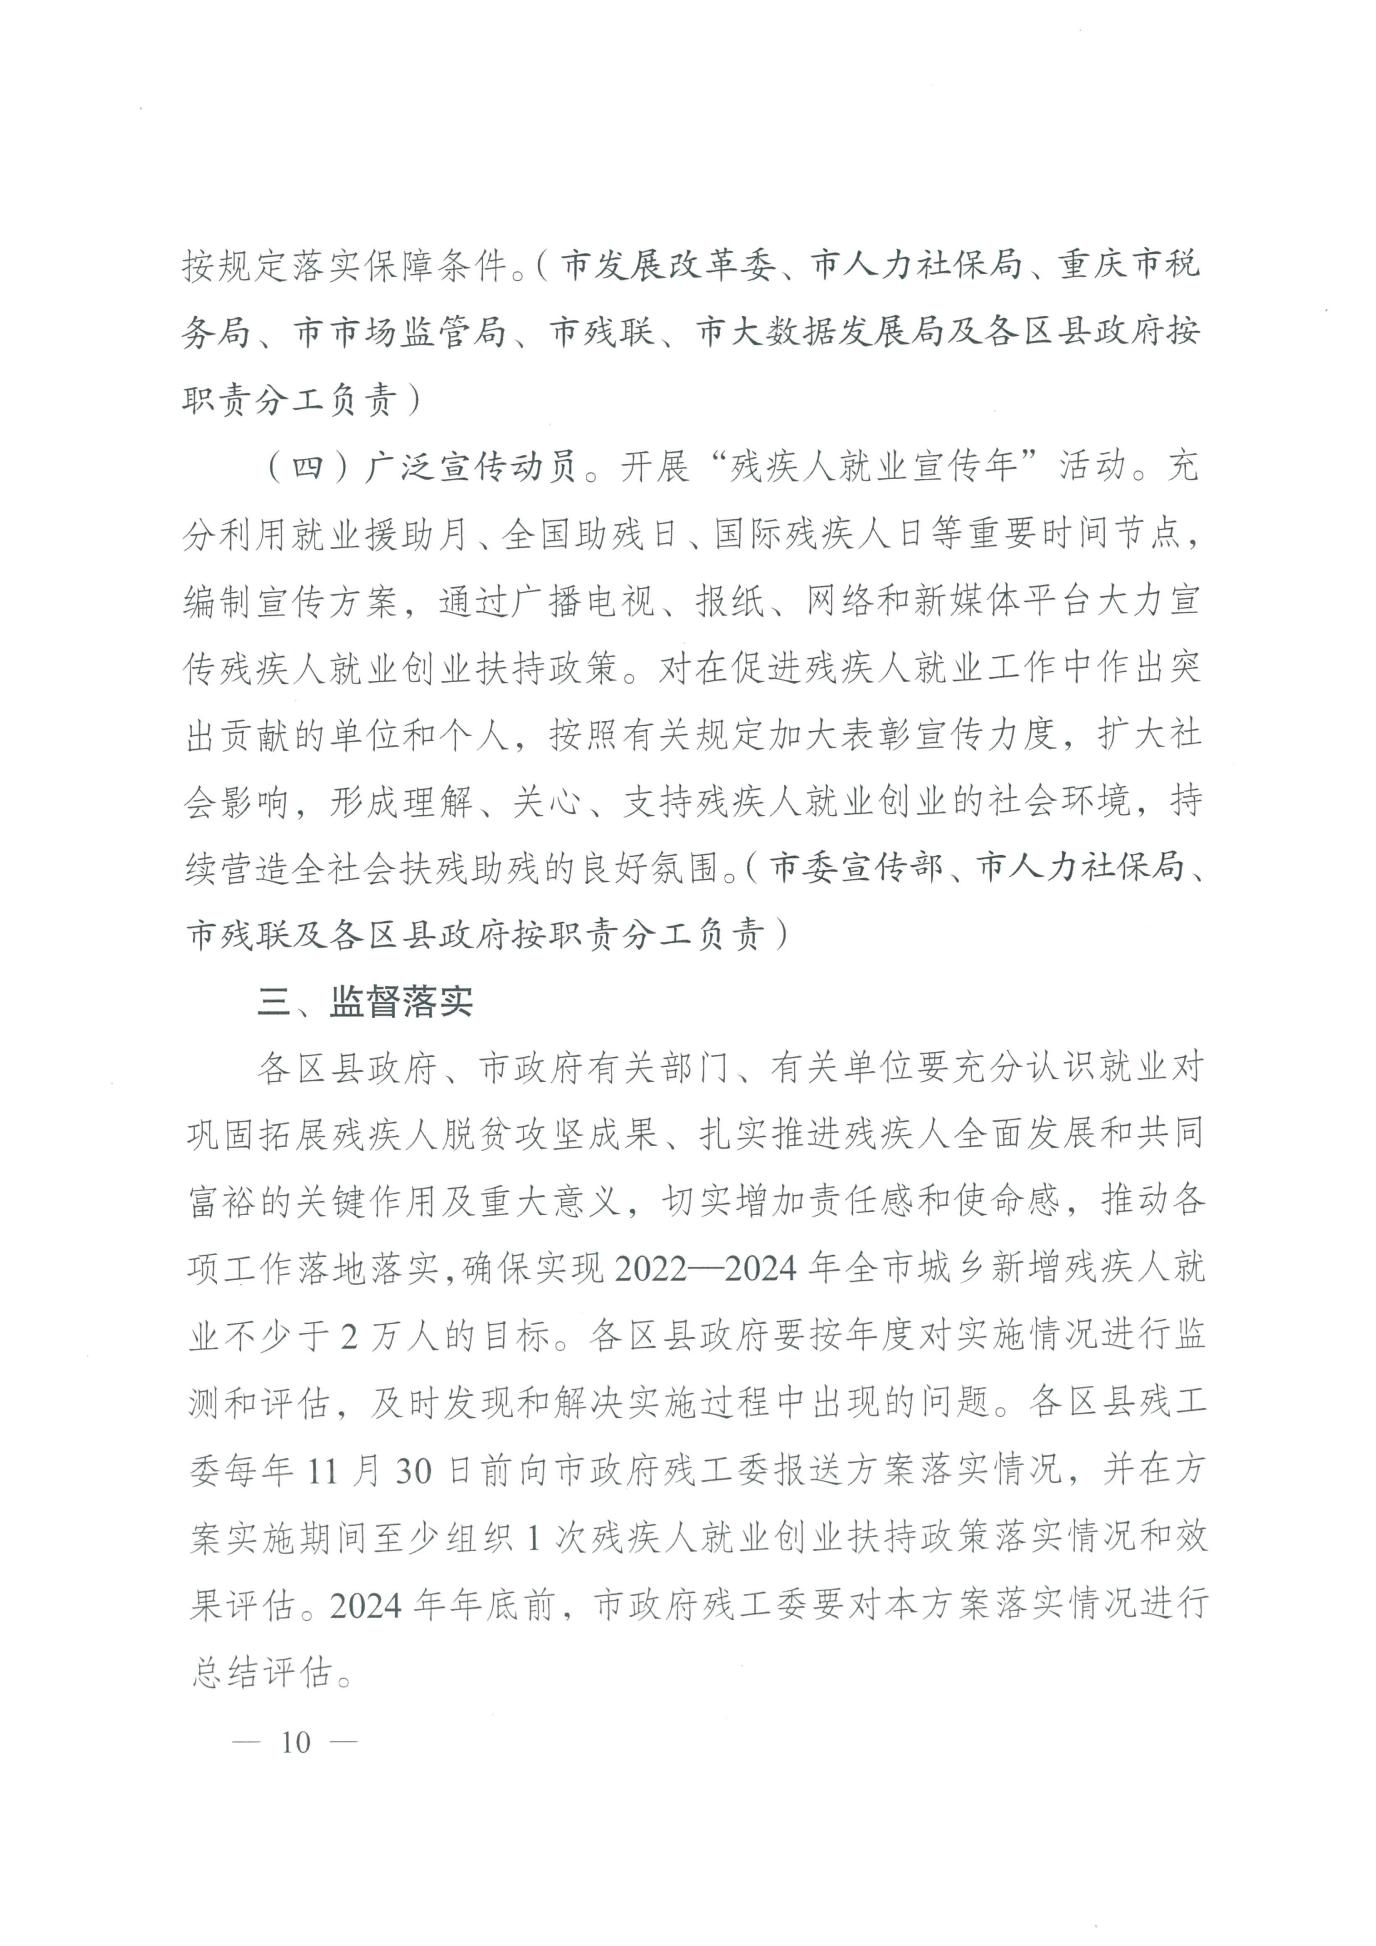 按规定落实保障条件。（市发展改革委、市人力社保局、重庆市税
务局、市市场监管局、市残联、市大数据发展局及各区县政府按
职责分工负责）
（四）广泛宣传动员。开展“残疾人就业宣传年”活动。充
分利用就业援助月、全国助残日、国际残疾人日等重要时间节点，
编制宣传方案，通过广播电视、报纸、网络和新媒体平台大力宣
传残疾人就业创业扶持政策。对在促进残疾人就业工作中作出突
出贡献的单位和个人，按照有关规定加大表彰宣传力度，扩大社
会影响，形成理解、关心、支持残疾人就业创业的社会环境，持
续营造全社会扶残助残的良好氛围。（市委宣传部、市人力社保局、
市残联及各区县政府按职责分工负责）
三、监督落实
各区县政府、市政府有关部门、有关单位要充分认识就业对
巩固拓展残疾人脱贫攻坚成果、扎实推进残疾人全面发展和共同
富裕的关键作用及重大意义，切实增加责任感和使命感，推动各
项工作落地落实，确保实现2022—2024年全市城乡新增残疾人就
业不少于2万人的目标。各区县政府要按年度对实施情况进行监
测和评估，及时发现和解决实施过程中出现的问题。各区县残工
委每年11月30日前向市政府残工委报送方案落实情况，并在方
案实施期间至少组织1次残疾人就业创业扶持政策落实情况和效
果评估。2024年年底前，市政府残工委要对本方案落实情况进行
总结评估。
— 10 —